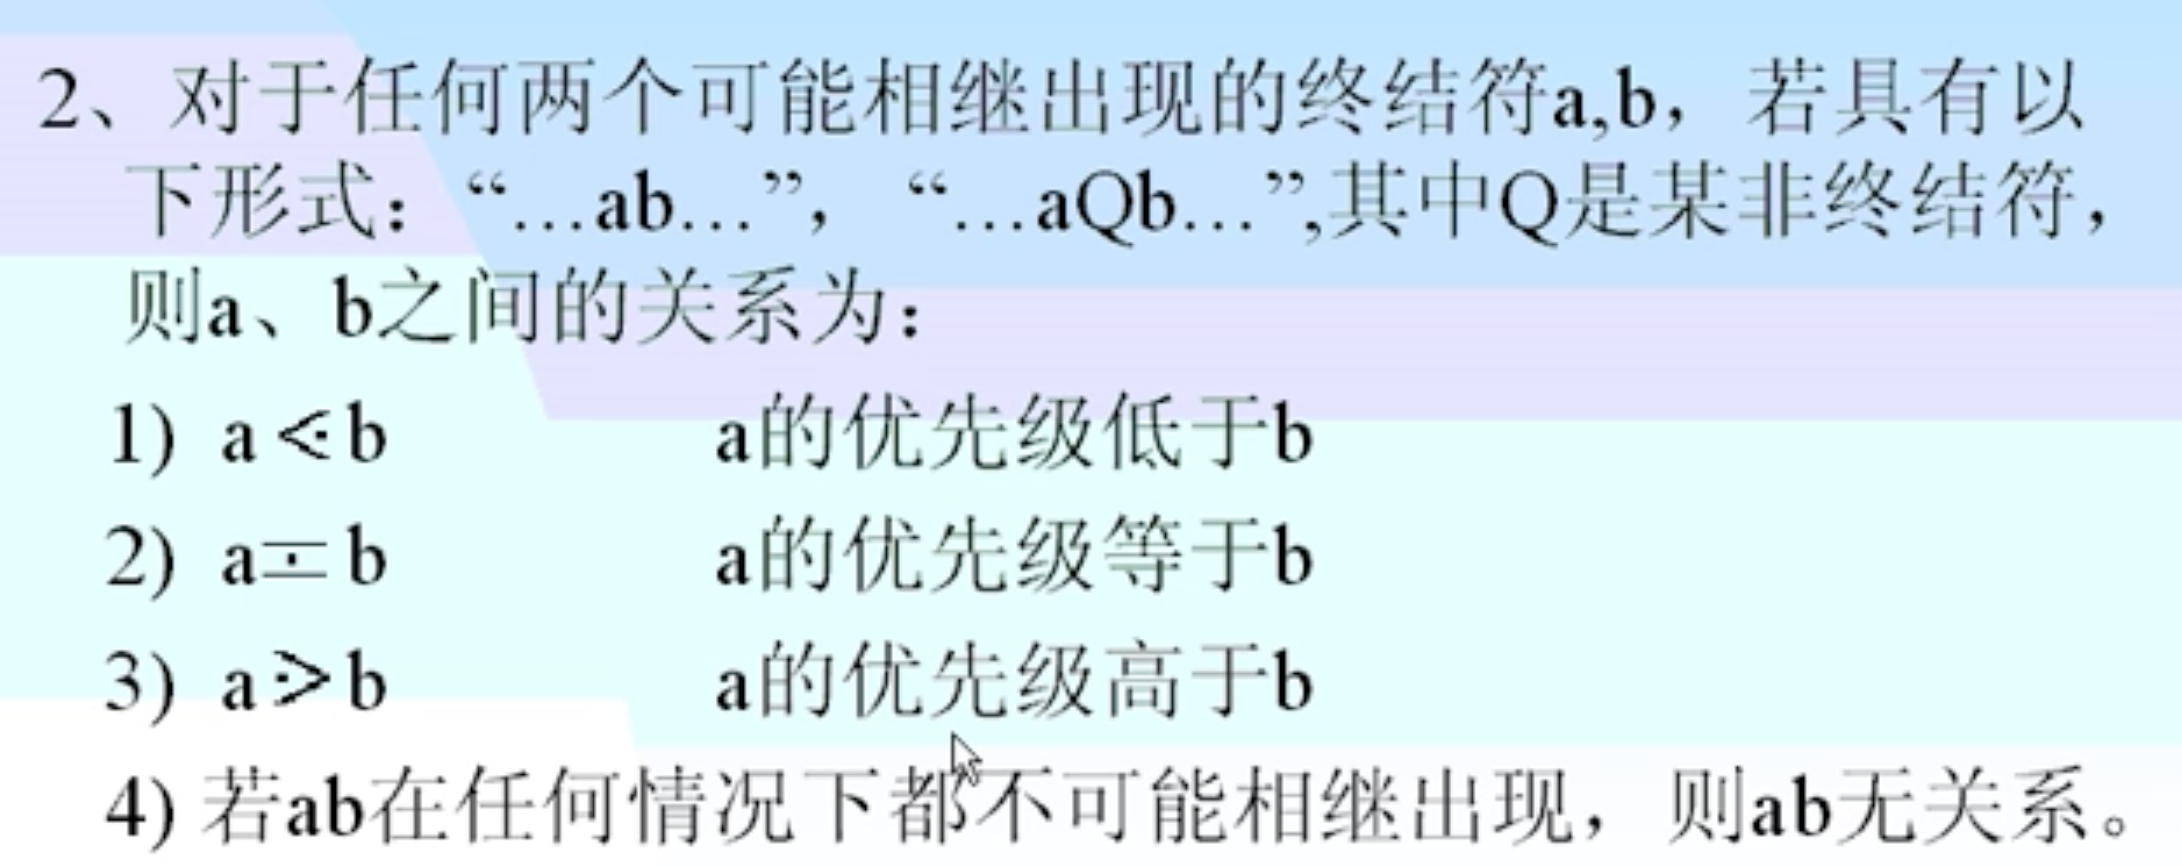 2、对于任何两个可能相继出现的终结符a,b，若具有以
下形式：“…ab…”，“…aQb…”,其中Q是某非终结符，
则a、b之间的关系为：
1) a⋖b a的优先级低于b
2) a⩪b a的优先级等于b
3) a⋗b a的优先级高于b
4) 若ab在任何情况下都不可能相继出现，则ab无关系。